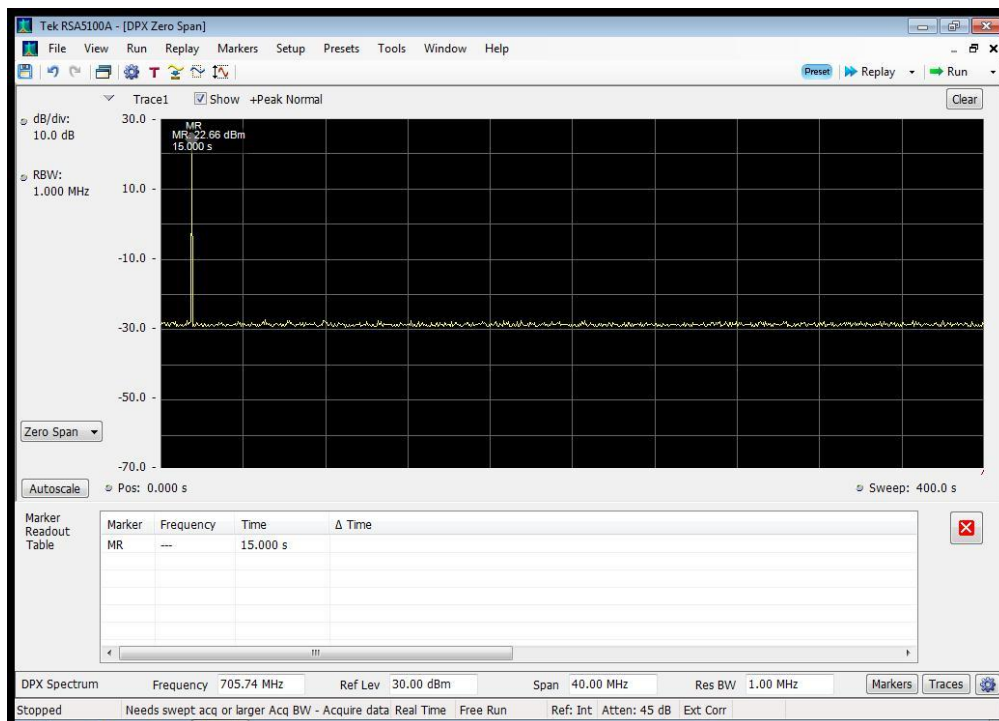 Tek RSA5100A - [DPX Zero Span]
File View Run Replay Markers Setup Presets Tools Window Help
T Preset Replay Run
Trace1 Show +Peak Normal Clear
dB/div:
10.0 dB
RBW:
1.000 MHz
30.0
10.0
-10.0
-30.0
-50.0
-70.0
MR
MR: 22.66 dBm
15.000 s
Zero Span
Autoscale Pos: 0.000 s Sweep: 400.0 s
Marker
Readout
Table
Marker Frequency Time Δ Time
MR --- 15.000 s
DPX Spectrum Frequency 705.74 MHz Ref Lev 30.00 dBm Span 40.00 MHz Res BW 1.00 MHz Markers Traces
Stopped Needs swept acq or larger Acq BW - Acquire data Real Time Free Run Ref: Int Atten: 45 dB Ext Corr